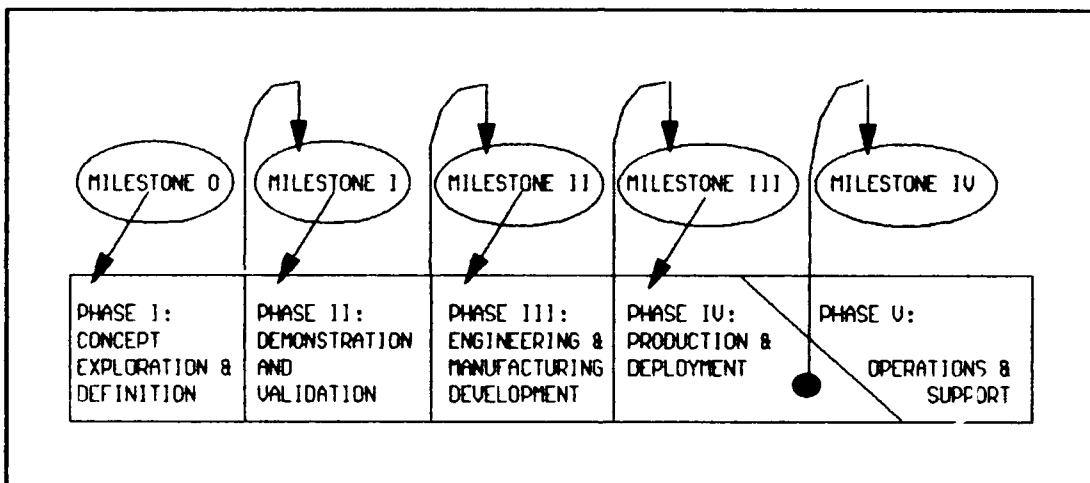 MILESTONE 0
MILESTONE I
MILESTONE II
MILESTONE III
MILESTONE IV
PHASE I:
CONCEPT
EXPLORATION &
DEFINITION
PHASE II:
DEMONSTRATION
AND
VALIDATION
PHASE III:
ENGINEERING &
MANUFACTURING
DEVELOPMENT
PHASE IV:
PRODUCTION &
DEPLOYMENT
PHASE V:
OPERATIONS &
SUPPORT